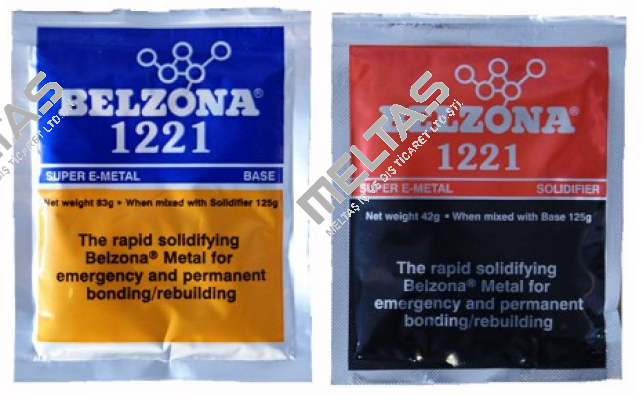 BELZONA®
1221
SUPER E-METAL BASE
Net weight 83g • When mixed with Solidifier 125g
The rapid solidifying
Belzona® Metal for
emergency and permanent
bonding/rebuilding
BELZONA®
1221
SUPER E-METAL SOLIDIFIER
Net weight 42g • When mixed with Base 125g
The rapid solidifying
Belzona® Metal for
emergency and permanent
bonding/rebuilding
MELTAS